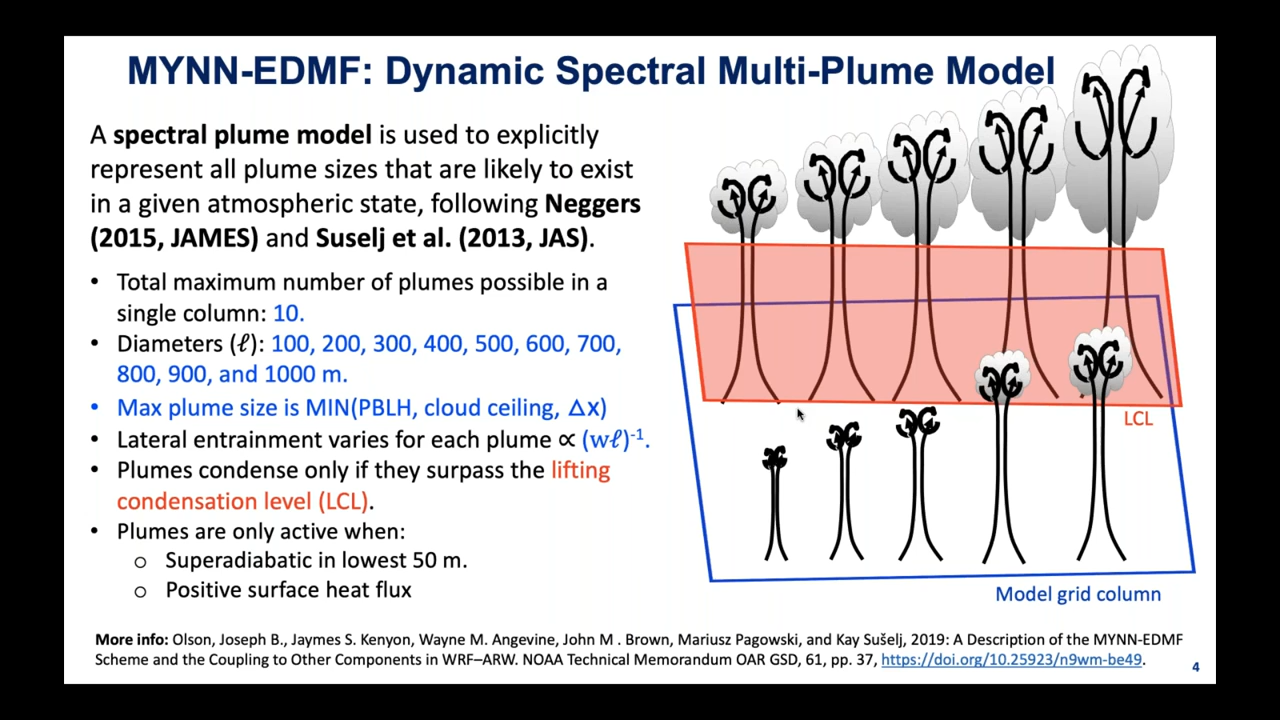 MYNN-EDMF: Dynamic Spectral Multi-Plume Model
A spectral plume model is used to explicitly
represent all plume sizes that are likely to exist
in a given atmospheric state, following Neggers
(2015, JAMES) and Suselj et al. (2013, JAS).
• Total maximum number of plumes possible in a
single column: 10.
• Diameters (ℓ): 100, 200, 300, 400, 500, 600, 700,
800, 900, and 1000 m.
• Max plume size is MIN(PBLH, cloud ceiling, Δx)
• Lateral entrainment varies for each plume ∝ (wℓ)⁻¹.
• Plumes condense only if they surpass the lifting
condensation level (LCL).
• Plumes are only active when:
o Superadiabatic in lowest 50 m.
o Positive surface heat flux
LCL
Model grid column
More info: Olson, Joseph B., Jaymes S. Kenyon, Wayne M. Angevine, John M . Brown, Mariusz Pagowski, and Kay Sušelj, 2019: A Description of the MYNN-EDMF
Scheme and the Coupling to Other Components in WRF–ARW. NOAA Technical Memorandum OAR GSD, 61, pp. 37, https://doi.org/10.25923/n9wm-be49.
4